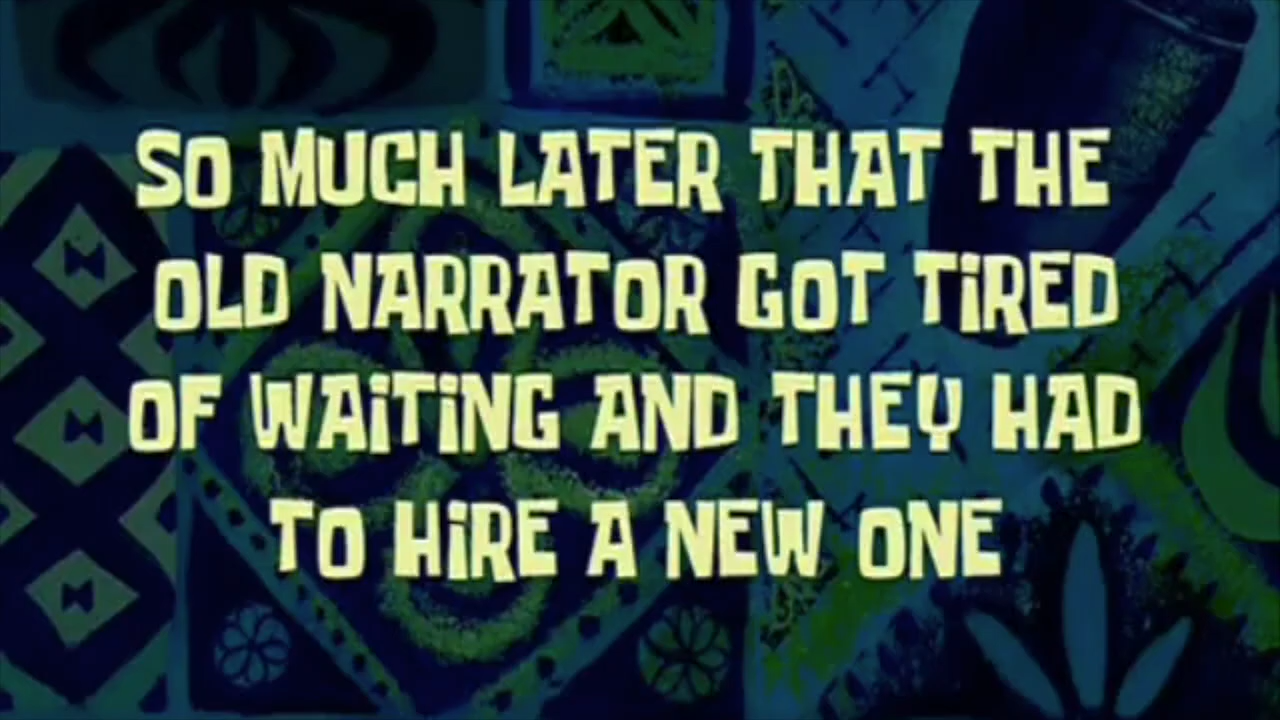 SO MUCH LATER THAT THE
OLD NARRATOR GOT TiRED
OF WAiTiNG AND THEY HAD
TO HiRE A NEW ONE